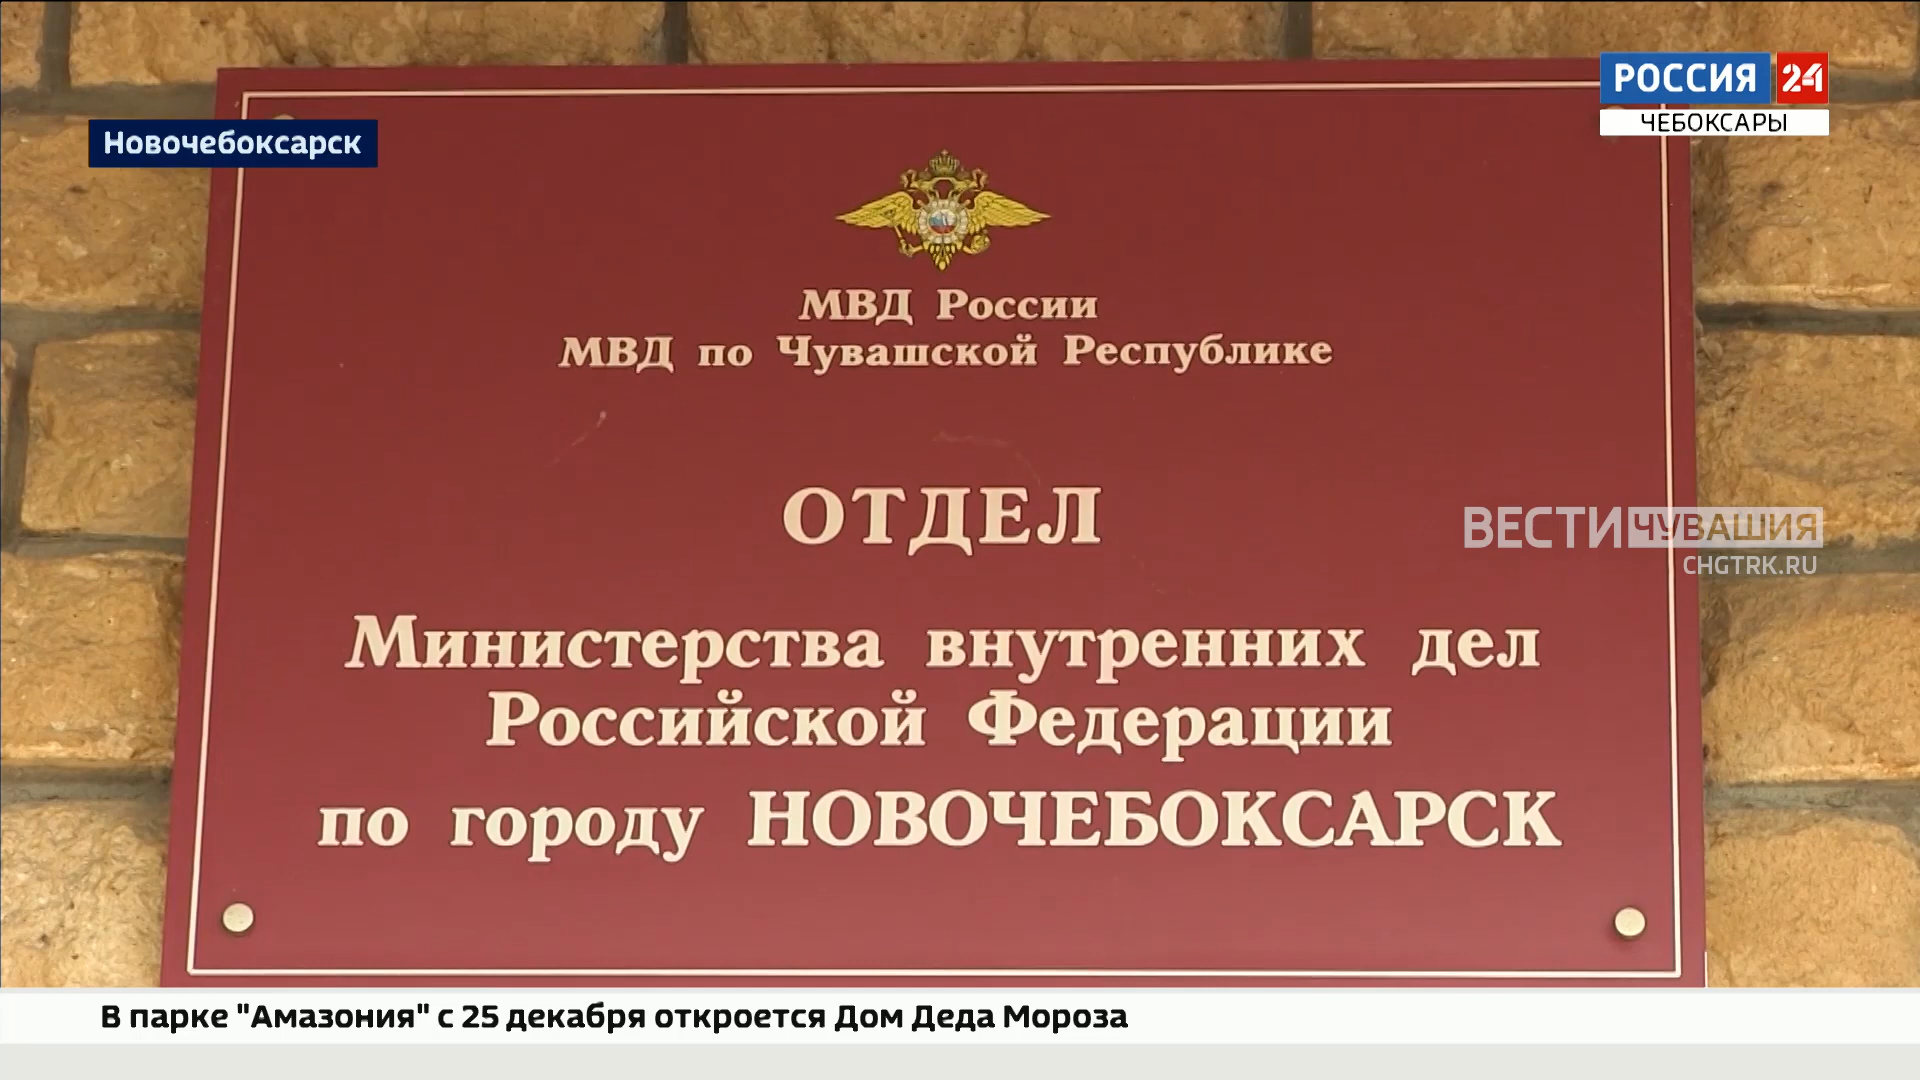 РОССИЯ 24
ЧЕБОКСАРЫ
Новочебоксарск
МВД России
МВД по Чувашской Республике
ОТДЕЛ
ВЕСТИ ЧУВАШИЯ
CHGTRK.RU
Министерства внутренних дел
Российской Федерации
по городу НОВОЧЕБОКСАРСК
В парке "Амазония" с 25 декабря откроется Дом Деда Мороза